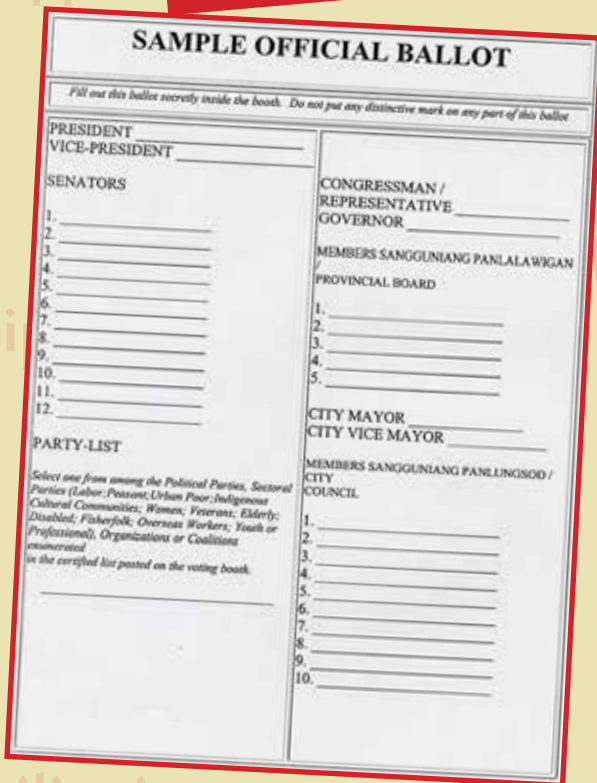 SAMPLE OFFICIAL BALLOT
Fill out this ballot secretly inside the booth. Do not put any distinctive mark on any part of this ballot
PRESIDENT
VICE-PRESIDENT
SENATORS
1.
2.
3.
4.
5.
6.
7.
8.
9.
10.
11.
12.
PARTY-LIST
Select one from among the Political Parties, Sectoral
Parties (Labor;Peasant;Urban Poor;Indigenous
Cultural Communities; Women; Veterans; Elderly;
Disabled; Fisherfolk; Overseas Workers; Youth or
Professional), Organizations or Coalitions
enumerated
in the certified list posted on the voting booth.
CONGRESSMAN /
REPRESENTATIVE
GOVERNOR
MEMBERS SANGGUNIANG PANLALAWIGAN
/
PROVINCIAL BOARD
1.
2.
3.
4.
5.
CITY MAYOR
CITY VICE MAYOR
MEMBERS SANGGUNIANG PANLUNGSOD /
CITY
COUNCIL
1.
2.
3.
4.
5.
6.
7.
8.
9.
10.